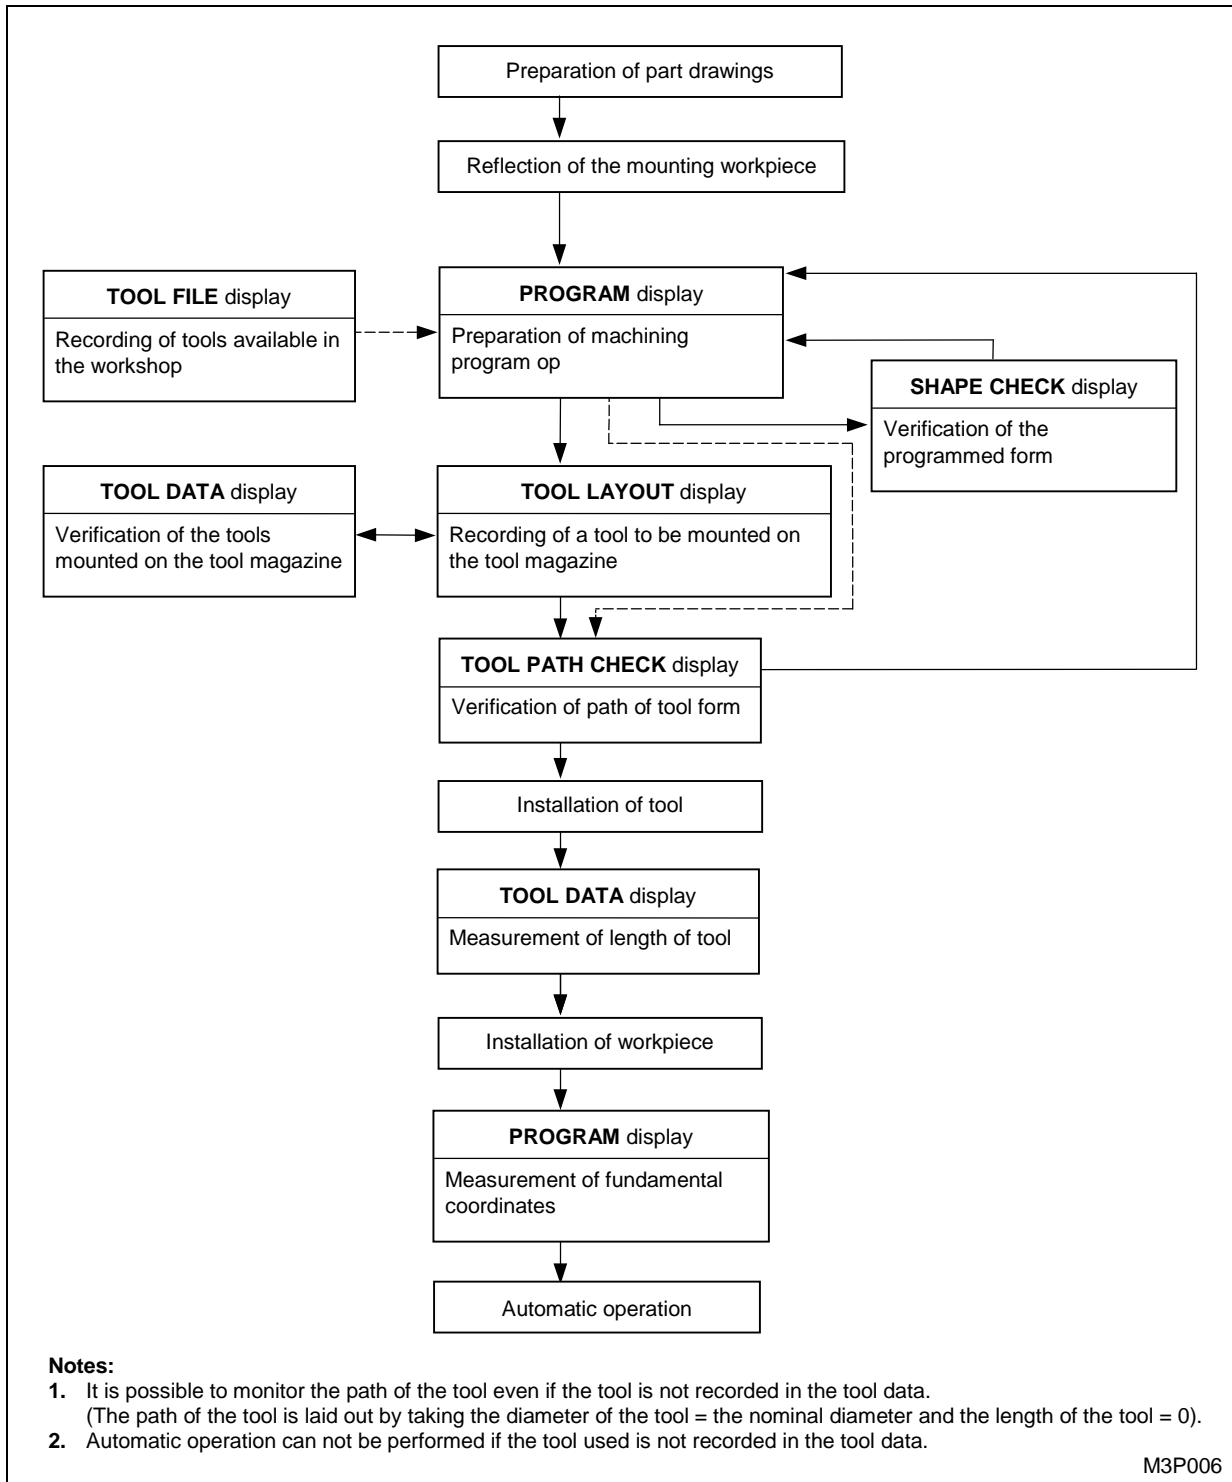 Preparation of part drawings
Reflection of the mounting workpiece
TOOL FILE display
Recording of tools available in
the workshop
PROGRAM display
Preparation of machining
program op
SHAPE CHECK display
Verification of the
programmed form
TOOL DATA display
Verification of the tools
mounted on the tool magazine
TOOL LAYOUT display
Recording of a tool to be mounted on
the tool magazine
TOOL PATH CHECK display
Verification of path of tool form
Installation of tool
TOOL DATA display
Measurement of length of tool
Installation of workpiece
PROGRAM display
Measurement of fundamental
coordinates
Automatic operation
Notes:
1. It is possible to monitor the path of the tool even if the tool is not recorded in the tool data.
(The path of the tool is laid out by taking the diameter of the tool = the nominal diameter and the length of the tool = 0).
2. Automatic operation can not be performed if the tool used is not recorded in the tool data.
M3P006